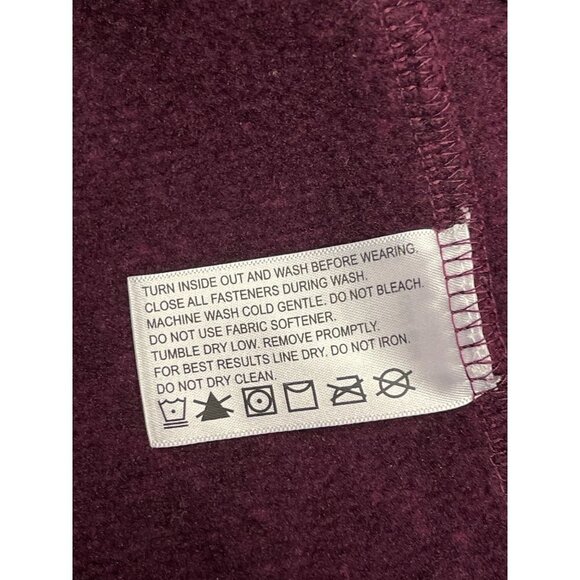 TURN INSIDE OUT AND WASH BEFORE WEARING.
CLOSE ALL FASTENERS DURING WASH.
MACHINE WASH COLD GENTLE. DO NOT BLEACH.
DO NOT USE FABRIC SOFTENER.
TUMBLE DRY LOW. REMOVE PROMPTLY.
FOR BEST RESULTS LINE DRY. DO NOT IRON.
DO NOT DRY CLEAN.